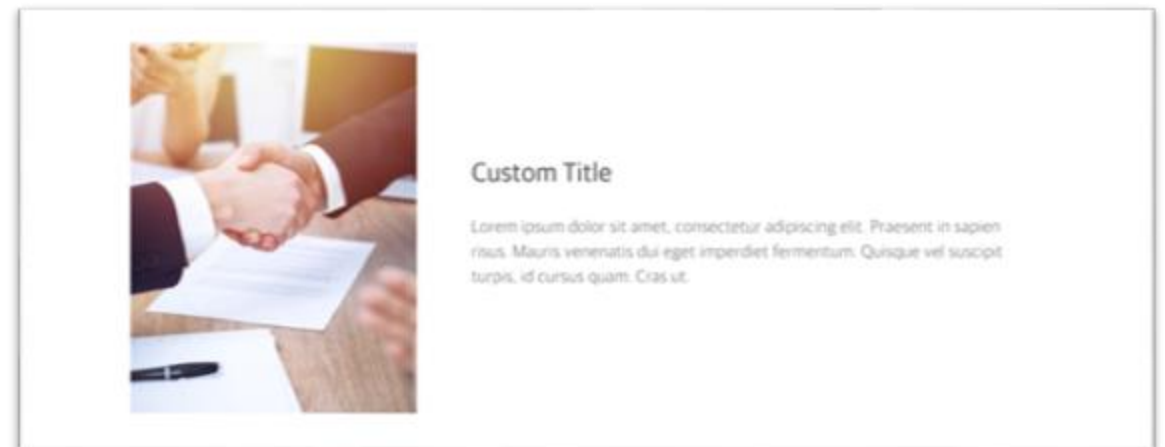 Custom Title
Lorem ipsum dolor sit amet, consectetur adipiscing elit. Praesent in sapien
risus. Mauris venenatis dui eget imperdiet fermentum. Quisque vel suscipit
turpis, id cursus quam. Cras ut.